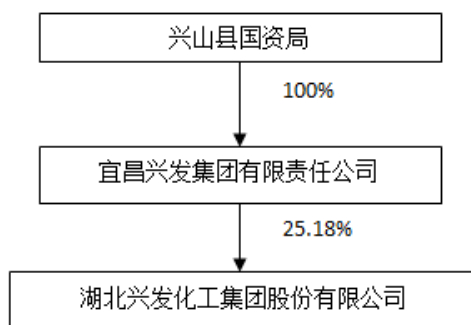 兴山县国资局
100%
宜昌兴发集团有限责任公司
25.18%
湖北兴发化工集团股份有限公司